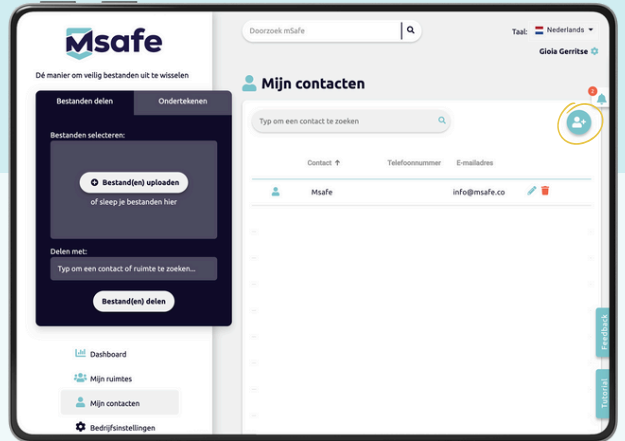 Msafe
Dé manier om veilig bestanden uit te wisselen
Bestanden delen
Ondertekenen
Bestanden selecteren:
Bestand(en) uploaden
of sleep je bestanden hier
Delen met:
Typ om een contact of ruimte te zoeken...
Bestand(en) delen
Dashboard
Mijn ruimtes
Mijn contacten
Bedrijfsinstellingen
Doorzoek mSafe
Taal: Nederlands
Gioia Gerritse
Mijn contacten
2
Typ om een contact te zoeken
Contact ↑ Telefoonnummer E-mailadres
Msafe info@msafe.co
Feedback
Tutorial